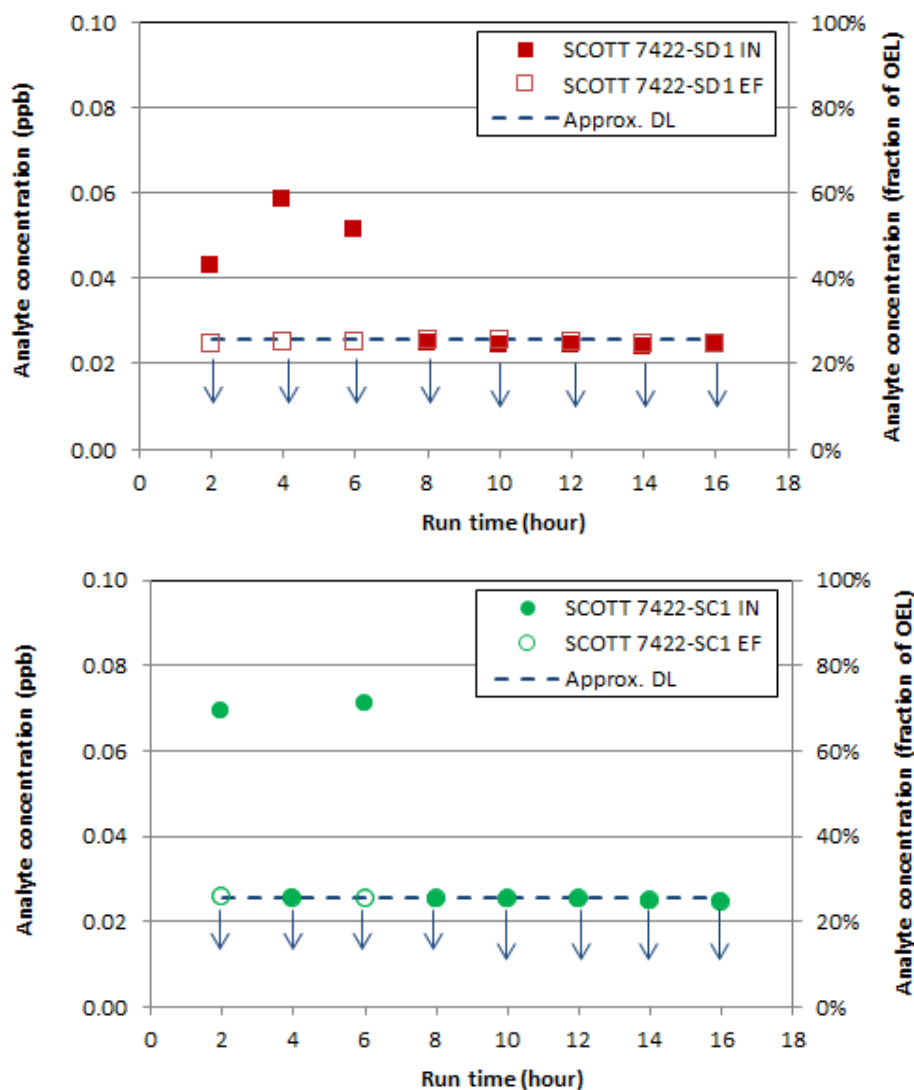 Analyte concentration (ppb)
0.10
0.08
0.06
0.04
0.02
0.00
SCOTT 7422-SD1 IN
SCOTT 7422-SD1 EF
Approx. DL
100%
80%
60%
40%
20%
0%
Analyte concentration (fraction of OEL)
0 2 4 6 8 10 12 14 16 18
Run time (hour)
Analyte concentration (ppb)
0.10
0.08
0.06
0.04
0.02
0.00
SCOTT 7422-SC1 IN
SCOTT 7422-SC1 EF
Approx. DL
100%
80%
60%
40%
20%
0%
Analyte concentration (fraction of OEL)
0 2 4 6 8 10 12 14 16 18
Run time (hour)